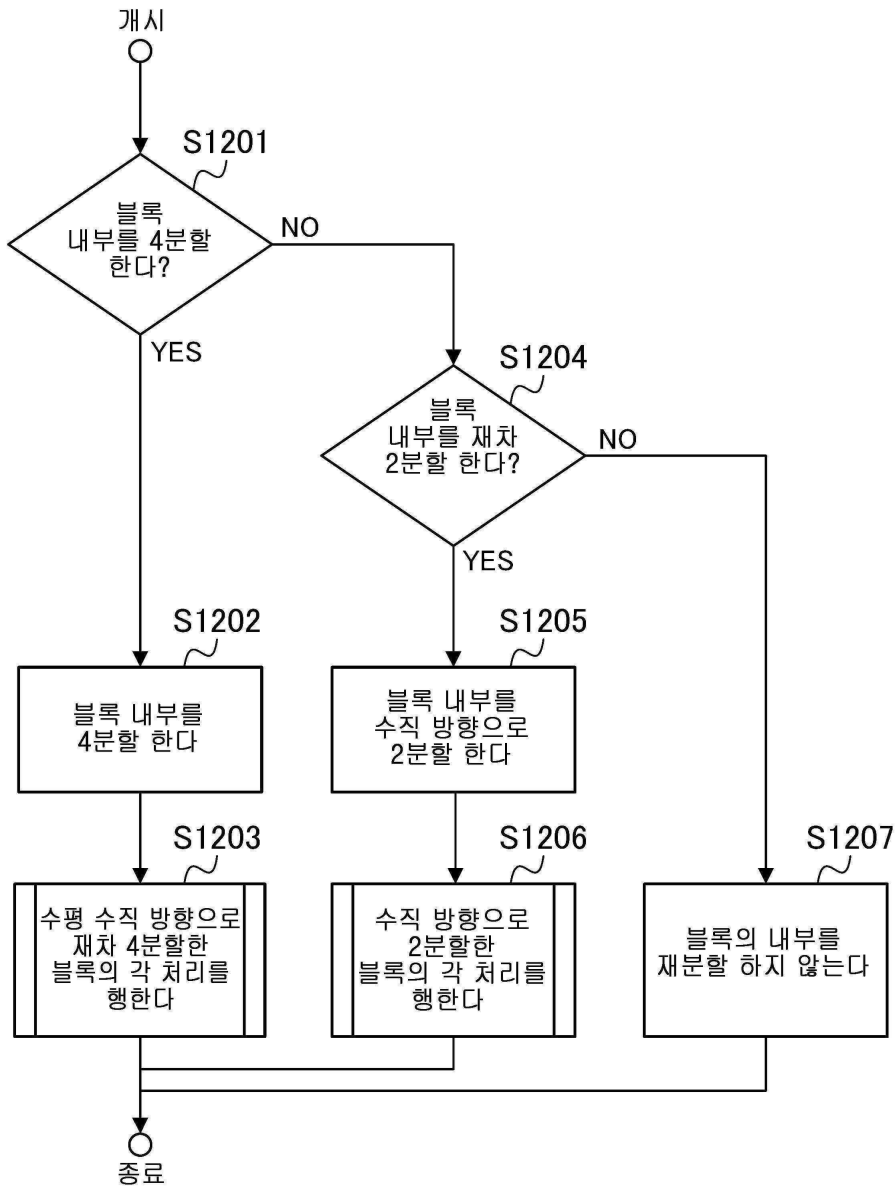 개시
S1201
블록
내부를 4분할
한다?
NO
YES
S1204
블록
내부를 재차
2분할 한다?
NO
YES
S1202
블록 내부를
4분할 한다
S1205
블록 내부를
수직 방향으로
2분할 한다
S1203
수평 수직 방향으로
재차 4분할한
블록의 각 처리를
행한다
S1206
수직 방향으로
2분할한
블록의 각 처리를
행한다
S1207
블록의 내부를
재분할 하지 않는다
종료